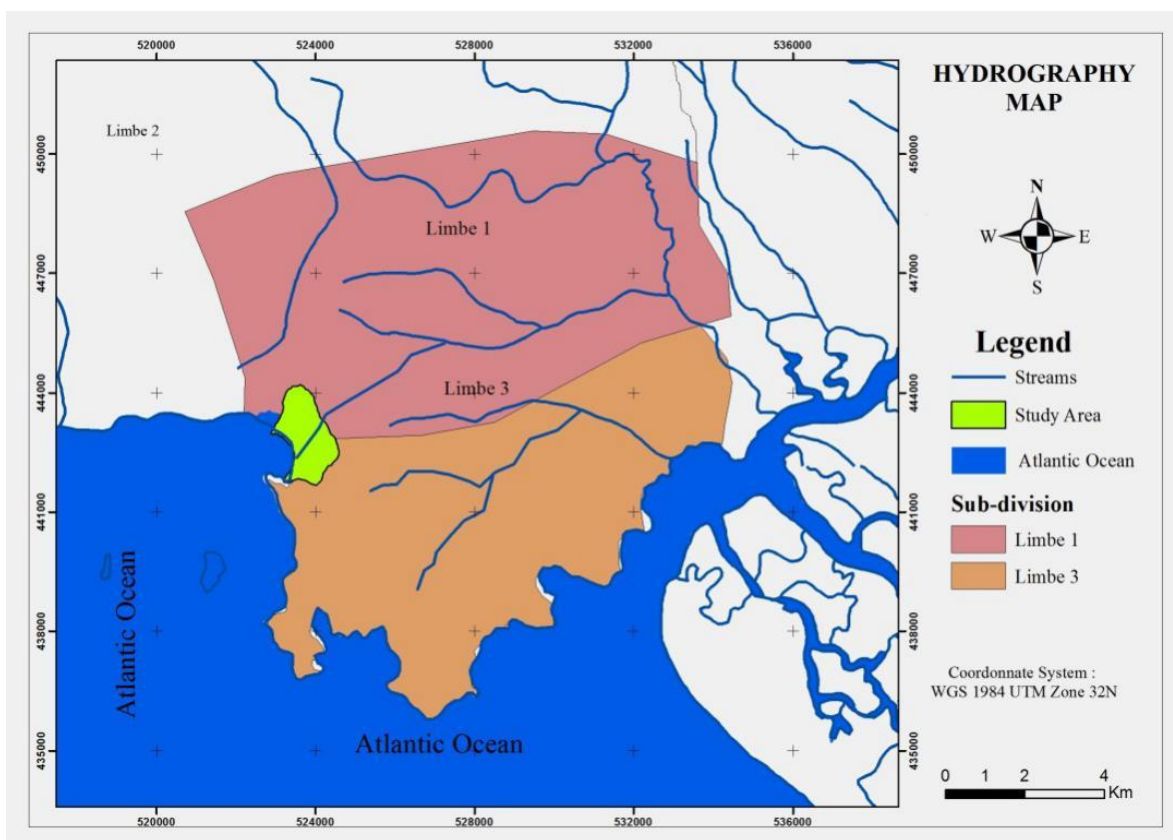 520000 524000 528000 532000 536000
HYDROGRAPHY
MAP
450000
447000
444000
441000
438000
435000
Limbe 2
Limbe 1
Limbe 3
Atlantic Ocean
Atlantic Ocean
450000
447000
444000
441000
438000
435000
520000 524000 528000 532000 536000
N
W E
S
Legend
Streams
Study Area
Atlantic Ocean
Sub-division
Limbe 1
Limbe 3
Coordonnate System :
WGS 1984 UTM Zone 32N
0 1 2 4
Km